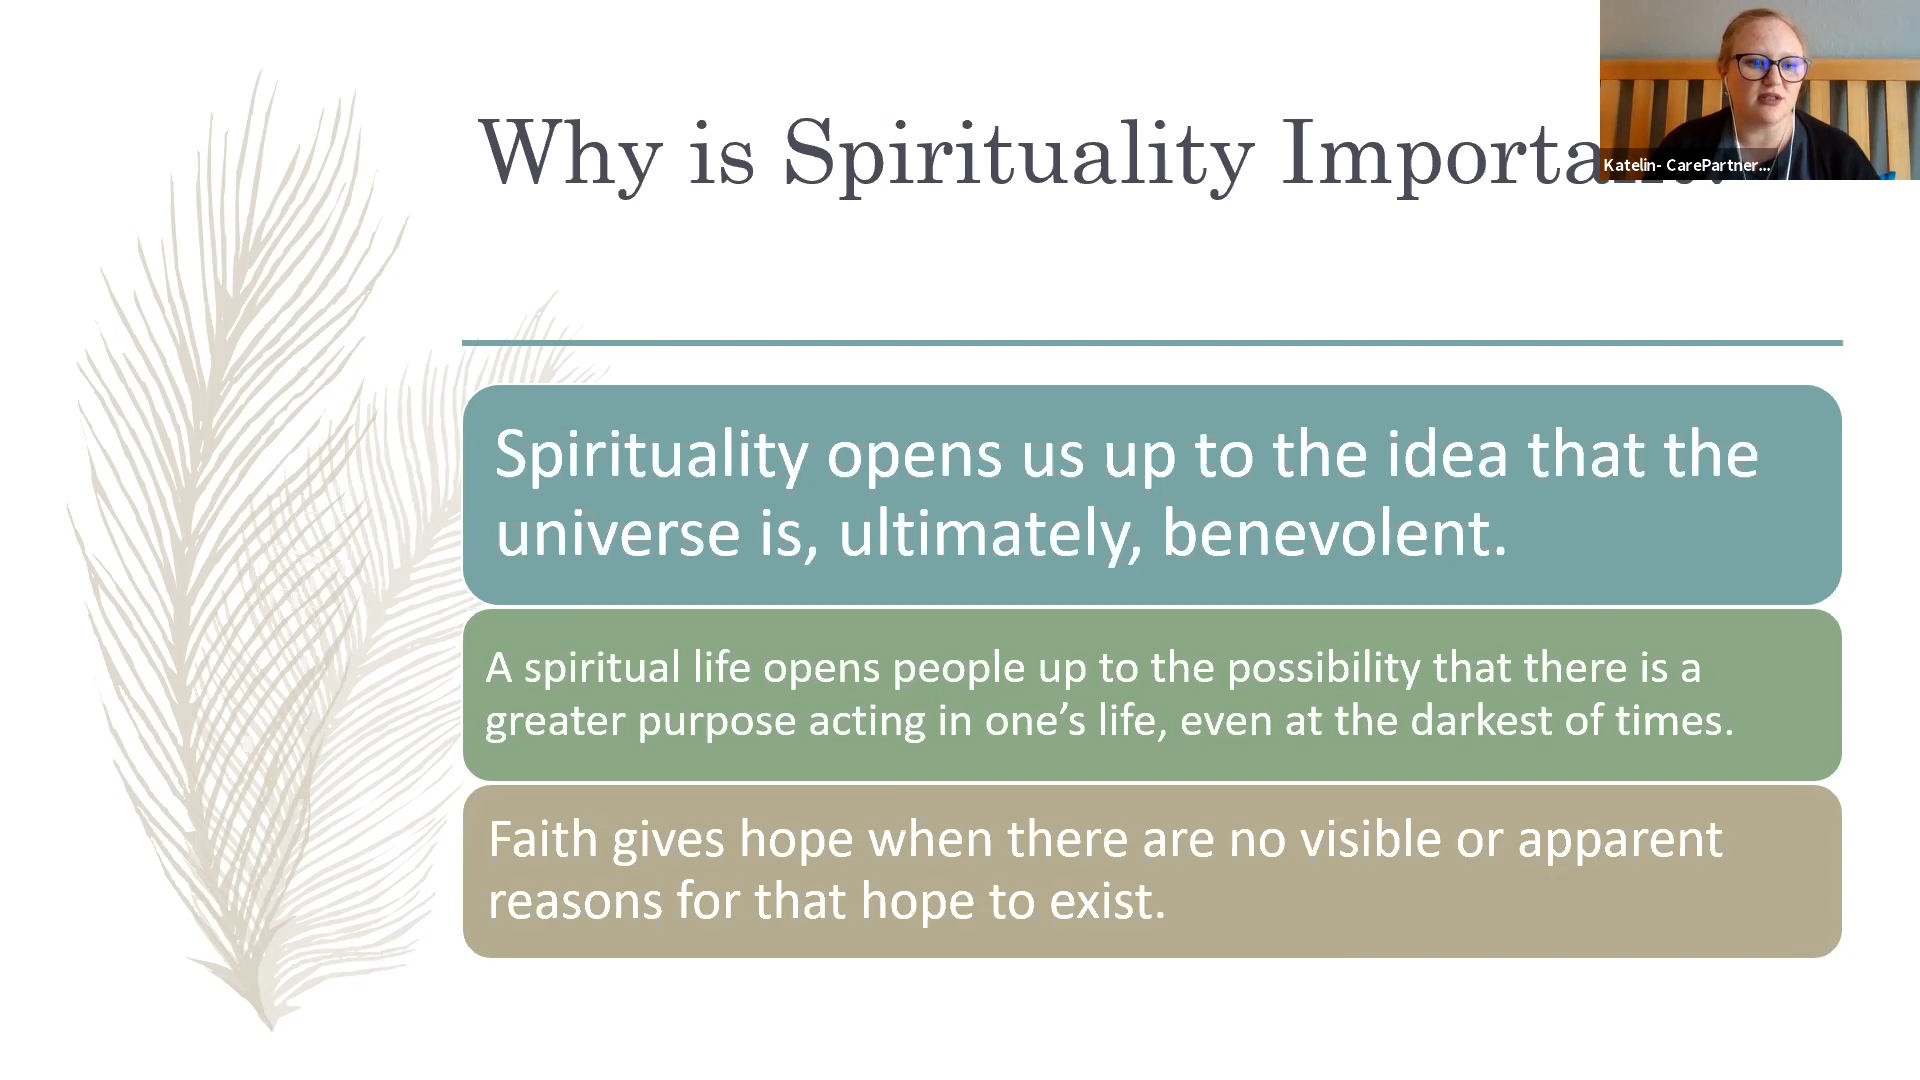 Why is Spirituality Importa
Katelin- CarePartner...
Spirituality opens us up to the idea that the
universe is, ultimately, benevolent.
A spiritual life opens people up to the possibility that there is a
greater purpose acting in one’s life, even at the darkest of times.
Faith gives hope when there are no visible or apparent
reasons for that hope to exist.